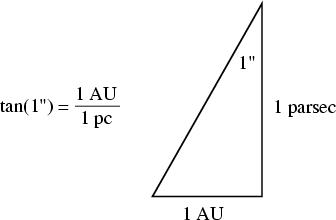 1"
tan(1") = 1 AU / 1 pc
1 parsec
1 AU